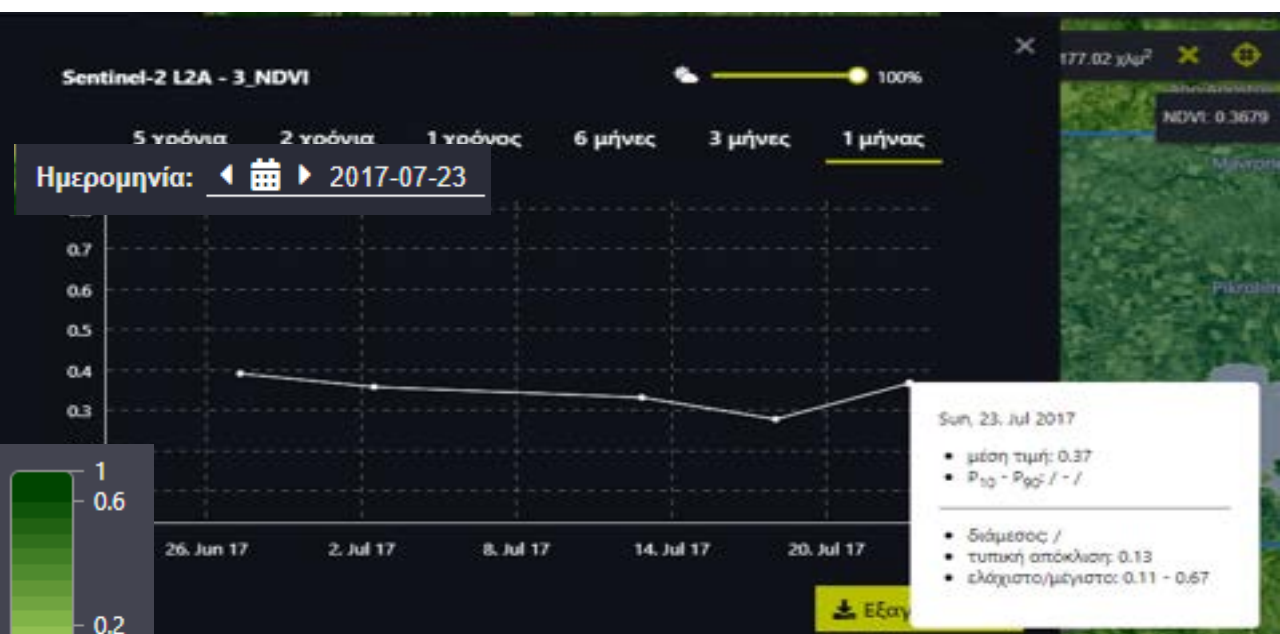 177.02 χλμ²
Sentinel-2 L2A - 3_NDVI
100%
NDVI: 0.3679
5 χρόνια 2 χρόνια 1 χρόνος 6 μήνες 3 μήνες 1 μήνας
Ημερομηνία: 2017-07-23
0.7
0.6
0.5
0.4
0.3
Sun, 23. Jul 2017
μέση τιμή: 0.37
P10 - P90: / - /
διάμεσος: /
τυπική απόκλιση: 0.13
ελάχιστο/μέγιστο: 0.11 - 0.67
1
0.6
0.2
26. Jun 17 2. Jul 17 8. Jul 17 14. Jul 17 20. Jul 17